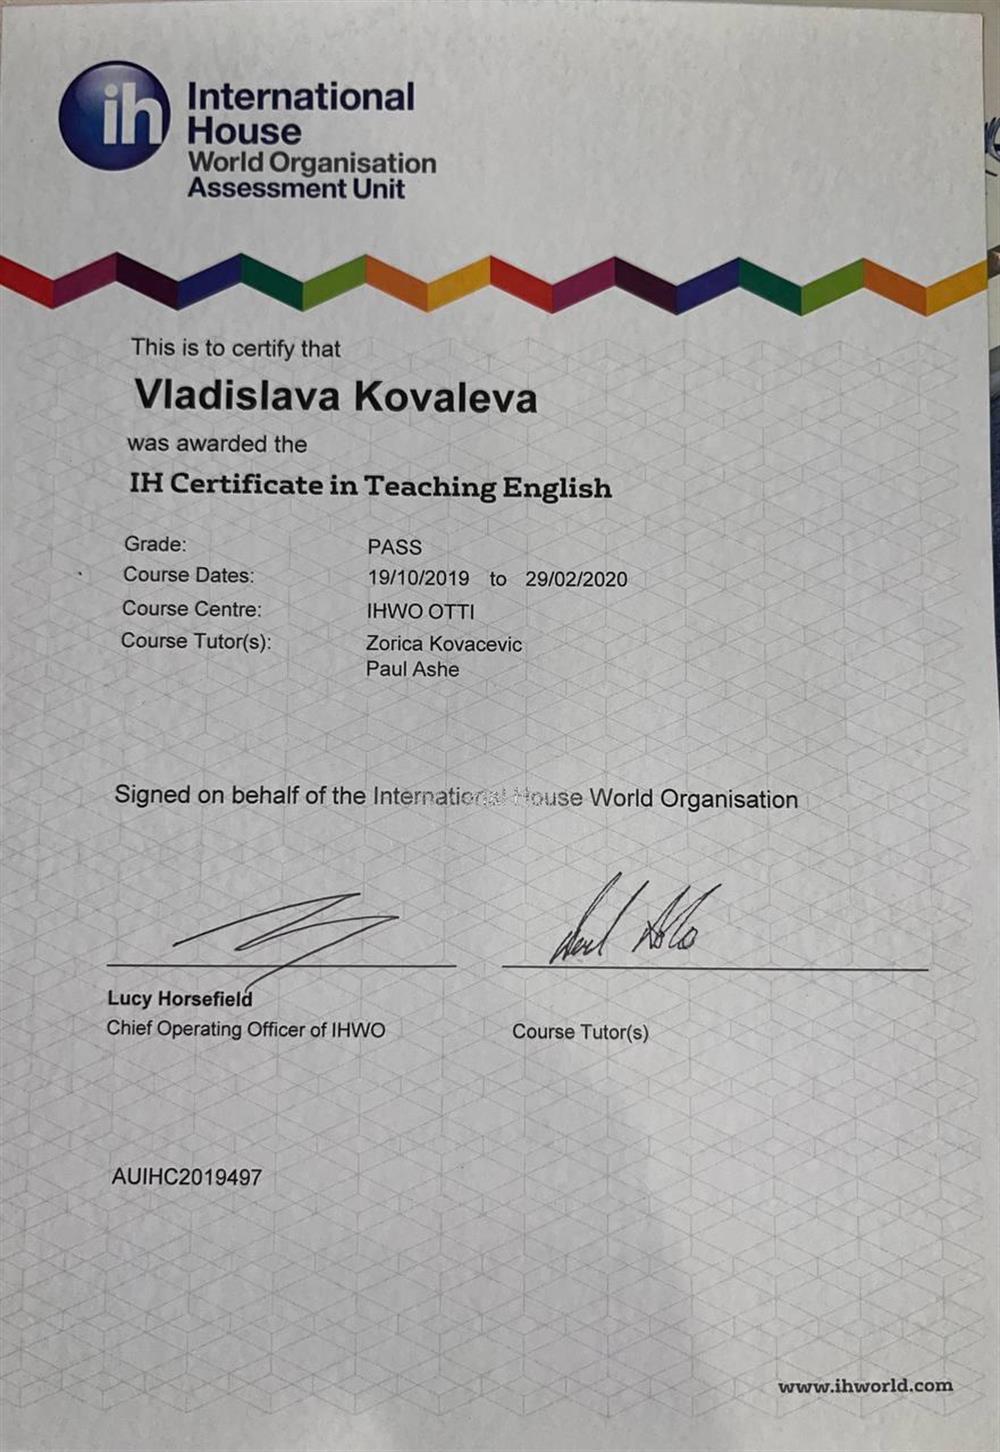 ih
International
House
World Organisation
Assessment Unit
This is to certify that
Vladislava Kovaleva
was awarded the
IH Certificate in Teaching English
Grade: PASS
Course Dates: 19/10/2019 to 29/02/2020
Course Centre: IHWO OTTI
Course Tutor(s): Zorica Kovacevic
Paul Ashe
Signed on behalf of the International House World Organisation
Lucy Horsefield
Chief Operating Officer of IHWO
Course Tutor(s)
AUIHC2019497
www.ihworld.com